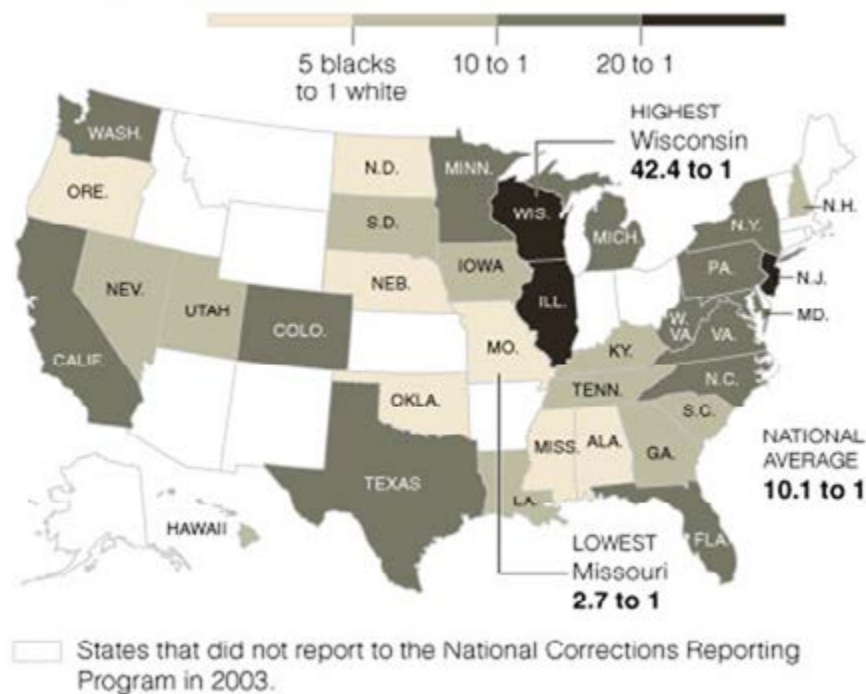 5 blacks
to 1 white
10 to 1
20 to 1
HIGHEST
Wisconsin
42.4 to 1
WASH.
N.D.
MINN.
ORE.
S.D.
WIS.
MICH.
N.Y.
N.H.
NEV.
UTAH
COLO.
NEB.
IOWA
ILL.
PA.
N.J.
MD.
W.
VA.
VA.
CALIF.
MO.
KY.
N.C.
TENN.
S.C.
OKLA.
MISS.
ALA.
GA.
TEXAS
LA.
FLA.
HAWAII
NATIONAL
AVERAGE
10.1 to 1
LOWEST
Missouri
2.7 to 1
States that did not report to the National Corrections Reporting
Program in 2003.